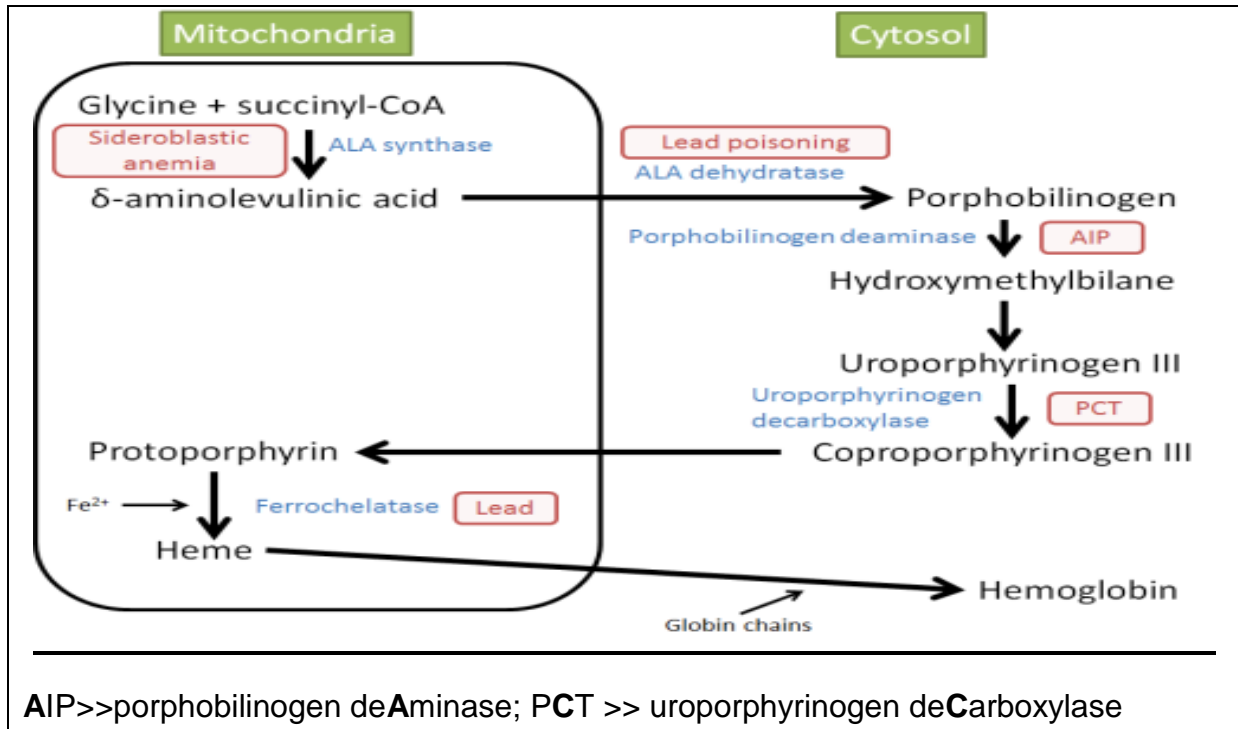 Mitochondria
Cytosol
Glycine + succinyl-CoA
Sideroblastic
anemia
ALA synthase
Lead poisoning
ALA dehydratase
δ-aminolevulinic acid
Porphobilinogen
Porphobilinogen deaminase
AIP
Hydroxymethylbilane
Uroporphyrinogen III
Uroporphyrinogen
decarboxylase
PCT
Protoporphyrin
Coproporphyrinogen III
Fe²⁺
Ferrochelatase
Lead
Heme
Hemoglobin
Globin chains
AIP>>porphobilinogen deAminase; PCT >> uroporphyrinogen deCarboxylase